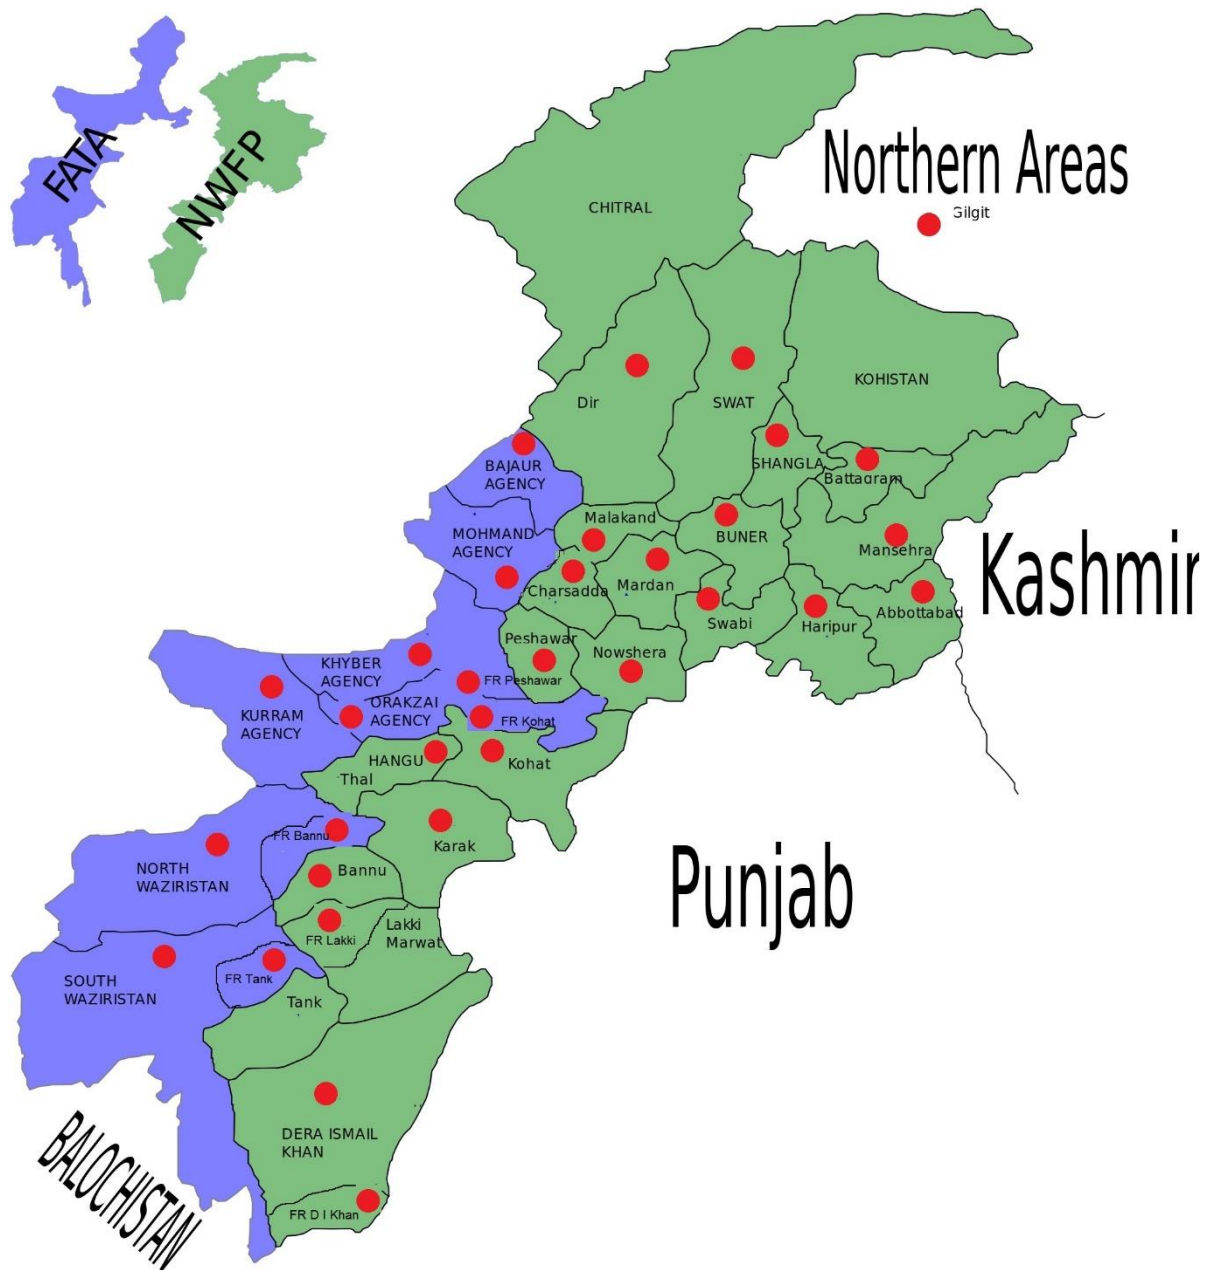 FATA
NWFP
Northern Areas
Gilgit
CHITRAL
KOHISTAN
Dir
SWAT
SHANGLA
Battagram
BAJAUR
AGENCY
Malakand
MOHMAND
AGENCY
BUNER
Mansehra
Kashmir
Charsadda
Mardan
Swabi
Haripur
Abbottabad
Peshawar
Nowshera
KHYBER
AGENCY
FR Peshawar
ORAKZAI
AGENCY
KURRAM
AGENCY
FR Kohat
HANGU
Thal
Kohat
FR Bannu
Karak
Punjab
NORTH
WAZIRISTAN
Bannu
FR Lakki
Lakki
Marwat
SOUTH
WAZIRISTAN
FR Tank
Tank
DERA ISMAIL
KHAN
BALOCHISTAN
FR D I Khan